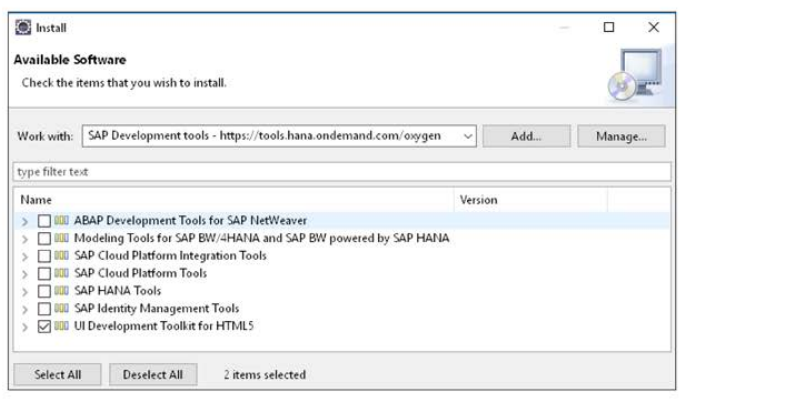 Install
Available Software
Check the items that you wish to install.
Work with: SAP Development tools - https://tools.hana.ondemand.com/oxygen Add... Manage...
type filter text
Name Version
ABAP Development Tools for SAP NetWeaver
Modeling Tools for SAP BW/4HANA and SAP BW powered by SAP HANA
SAP Cloud Platform Integration Tools
SAP Cloud Platform Tools
SAP HANA Tools
SAP Identity Management Tools
UI Development Toolkit for HTML5
Select All Deselect All 2 items selected